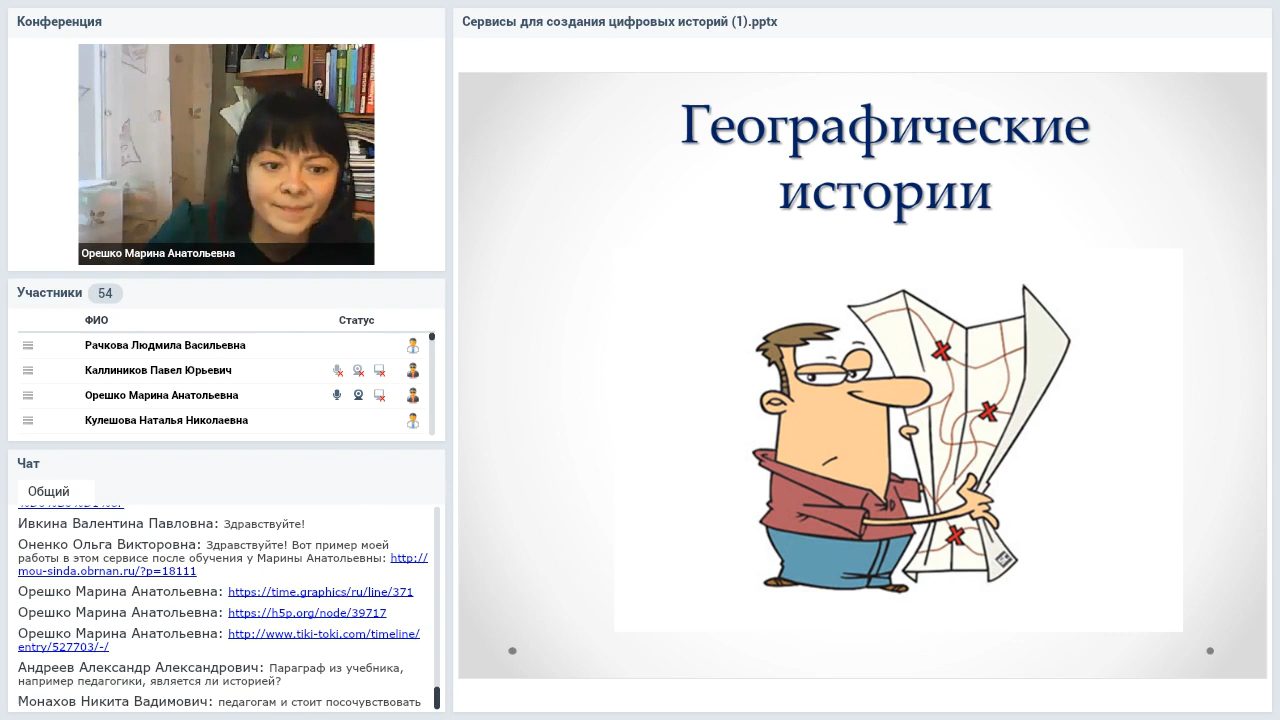 Конференция
Орешко Марина Анатольевна
Участники 54
ФИО Статус
Рачкова Людмила Васильевна
Каллиников Павел Юрьевич
Орешко Марина Анатольевна
Кулешова Наталья Николаевна
Чат
Общий
Ивкина Валентина Павловна: Здравствуйте!
Оненко Ольга Викторовна: Здравствуйте! Вот пример моей
работы в этом сервисе после обучения у Марины Анатольевны: http://
mou-sinda.obrnan.ru/?p=18111
Орешко Марина Анатольевна: https://time.graphics/ru/line/371
Орешко Марина Анатольевна: https://h5p.org/node/39717
Орешко Марина Анатольевна: http://www.tiki-toki.com/timeline/
entry/527703/-/
Андреев Александр Александрович: Параграф из учебника,
например педагогики, является ли историей?
Монахов Никита Вадимович: педагогам и стоит посочувствовать
Сервисы для создания цифровых историй (1).pptx
Географические
истории